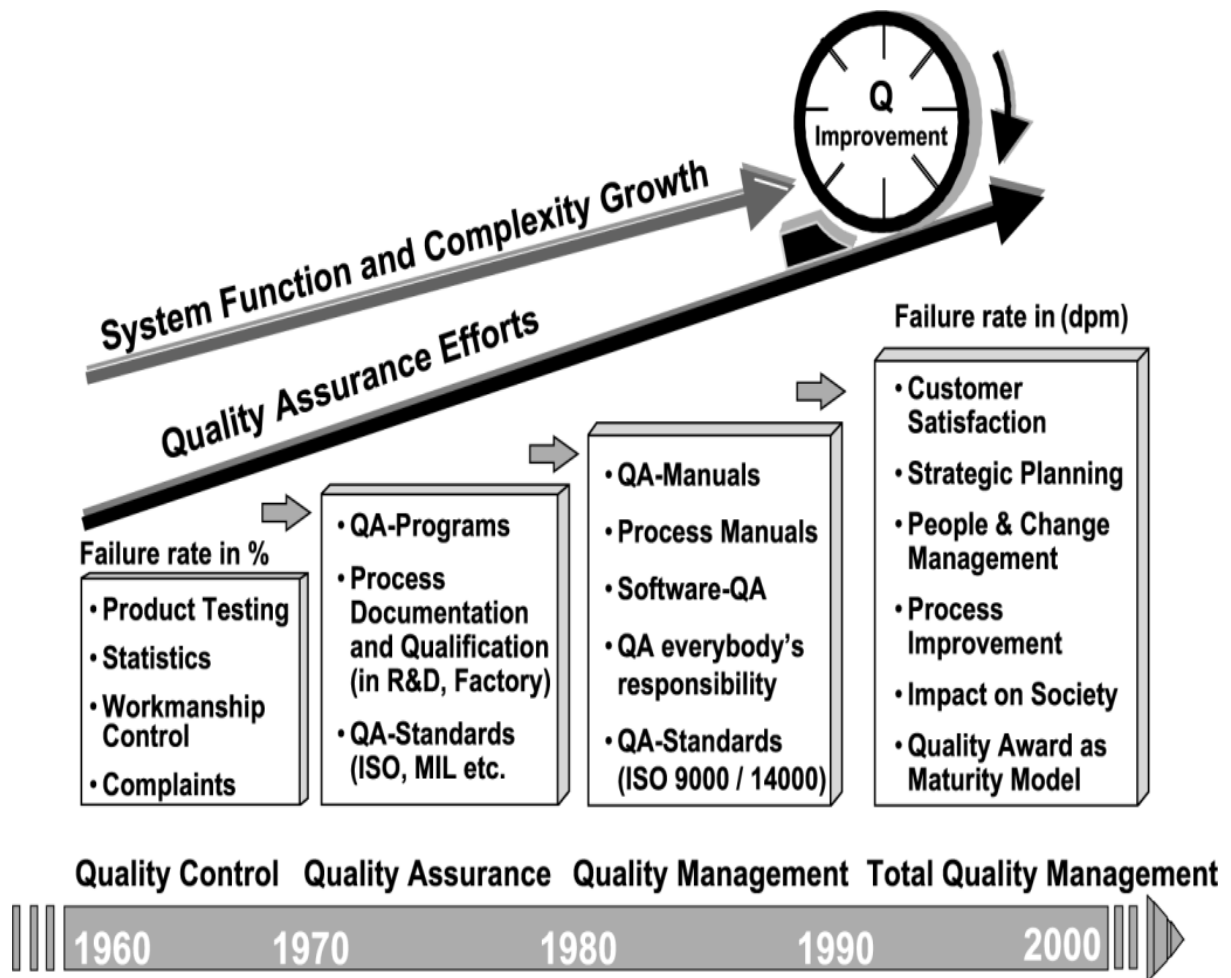 Q
Improvement
System Function and Complexity Growth
Quality Assurance Efforts
Failure rate in %
• Product Testing
• Statistics
• Workmanship
Control
• Complaints
• QA-Programs
• Process
Documentation
and Qualification
(in R&D, Factory)
• QA-Standards
(ISO, MIL etc.
• QA-Manuals
• Process Manuals
• Software-QA
• QA everybody's
responsibility
• QA-Standards
(ISO 9000 / 14000)
Failure rate in (dpm)
• Customer
Satisfaction
• Strategic Planning
• People & Change
Management
• Process
Improvement
• Impact on Society
• Quality Award as
Maturity Model
Quality Control Quality Assurance Quality Management Total Quality Management
1960 1970 1980 1990 2000